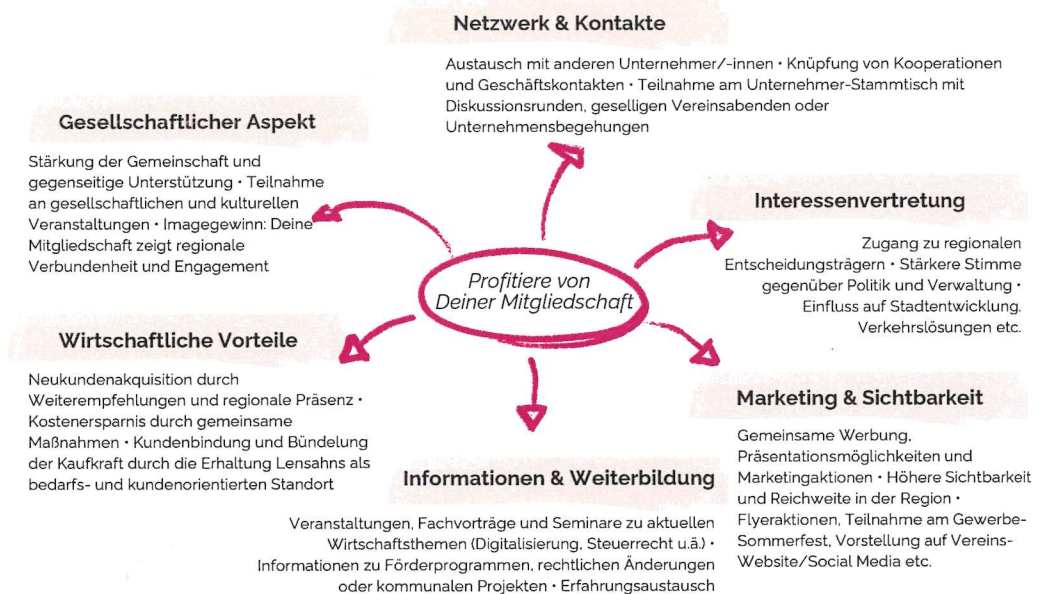 Netzwerk & Kontakte
Austausch mit anderen Unternehmer/-innen • Knüpfung von Kooperationen
und Geschäftskontakten • Teilnahme am Unternehmer-Stammtisch mit
Diskussionsrunden, geselligen Vereinsabenden oder
Unternehmensbegehungen
Gesellschaftlicher Aspekt
Stärkung der Gemeinschaft und
gegenseitige Unterstützung • Teilnahme
an gesellschaftlichen und kulturellen
Veranstaltungen • Imagegewinn: Deine
Mitgliedschaft zeigt regionale
Verbundenheit und Engagement
Interessenvertretung
Zugang zu regionalen
Entscheidungsträgern • Stärkere Stimme
gegenüber Politik und Verwaltung •
Einfluss auf Stadtentwicklung.
Verkehrslösungen etc.
Profitiere von
Deiner Mitgliedschaft
Wirtschaftliche Vorteile
Neukundenakquisition durch
Weiterempfehlungen und regionale Präsenz •
Kostenersparnis durch gemeinsame
Maßnahmen • Kundenbindung und Bündelung
der Kaufkraft durch die Erhaltung Lensahns als
bedarfs- und kundenorientierten Standort
Marketing & Sichtbarkeit
Gemeinsame Werbung,
Präsentationsmöglichkeiten und
Marketingaktionen • Höhere Sichtbarkeit
und Reichweite in der Region •
Flyeraktionen, Teilnahme am Gewerbe-
Sommerfest, Vorstellung auf Vereins-
Website/Social Media etc.
Informationen & Weiterbildung
Veranstaltungen, Fachvorträge und Seminare zu aktuellen
Wirtschaftsthemen (Digitalisierung, Steuerrecht u.ä.) •
Informationen zu Förderprogrammen, rechtlichen Änderungen
oder kommunalen Projekten • Erfahrungsaustausch